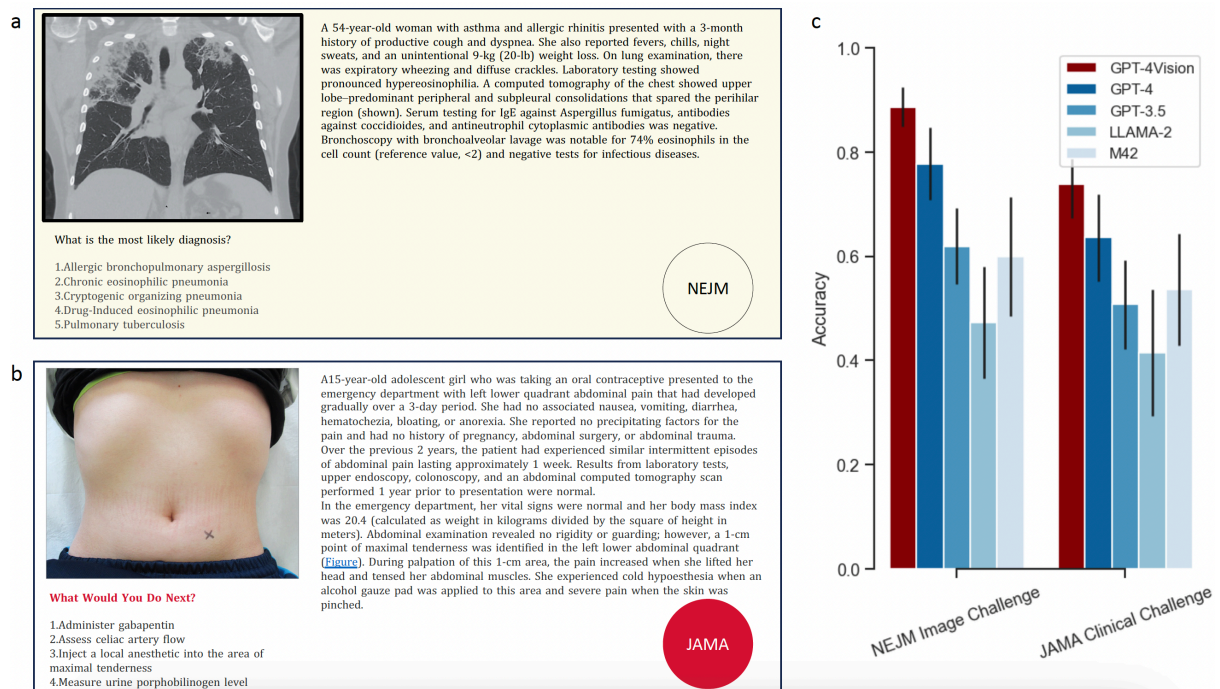 a
A 54-year-old woman with asthma and allergic rhinitis presented with a 3-month
history of productive cough and dyspnea. She also reported fevers, chills, night
sweats, and an unintentional 9-kg (20-lb) weight loss. On lung examination, there
was expiratory wheezing and diffuse crackles. Laboratory testing showed
pronounced hypereosinophilia. A computed tomography of the chest showed upper
lobe–predominant peripheral and subpleural consolidations that spared the perihilar
region (shown). Serum testing for IgE against Aspergillus fumigatus, antibodies
against coccidioides, and antineutrophil cytoplasmic antibodies was negative.
Bronchoscopy with bronchoalveolar lavage was notable for 74% eosinophils in the
cell count (reference value, <2) and negative tests for infectious diseases.
What is the most likely diagnosis?
1.Allergic bronchopulmonary aspergillosis
2.Chronic eosinophilic pneumonia
3.Cryptogenic organizing pneumonia
4.Drug-Induced eosinophilic pneumonia
5.Pulmonary tuberculosis
NEJM
b
A15-year-old adolescent girl who was taking an oral contraceptive presented to the
emergency department with left lower quadrant abdominal pain that had developed
gradually over a 3-day period. She had no associated nausea, vomiting, diarrhea,
hematochezia, bloating, or anorexia. She reported no precipitating factors for the
pain and had no history of pregnancy, abdominal surgery, or abdominal trauma.
Over the previous 2 years, the patient had experienced similar intermittent episodes
of abdominal pain lasting approximately 1 week. Results from laboratory tests,
upper endoscopy, colonoscopy, and an abdominal computed tomography scan
performed 1 year prior to presentation were normal.
In the emergency department, her vital signs were normal and her body mass index
was 20.4 (calculated as weight in kilograms divided by the square of height in
meters). Abdominal examination revealed no rigidity or guarding; however, a 1-cm
point of maximal tenderness was identified in the left lower abdominal quadrant
(Figure). During palpation of this 1-cm area, the pain increased when she lifted her
head and tensed her abdominal muscles. She experienced cold hypoesthesia when an
alcohol gauze pad was applied to this area and severe pain when the skin was
pinched.
What Would You Do Next?
1.Administer gabapentin
2.Assess celiac artery flow
3.Inject a local anesthetic into the area of
maximal tenderness
4.Measure urine porphobilinogen level
JAMA
c
1.0
0.8
0.6
0.4
0.2
0.0
Accuracy
GPT-4Vision
GPT-4
GPT-3.5
LLAMA-2
M42
NEJM Image Challenge
JAMA Clinical Challenge